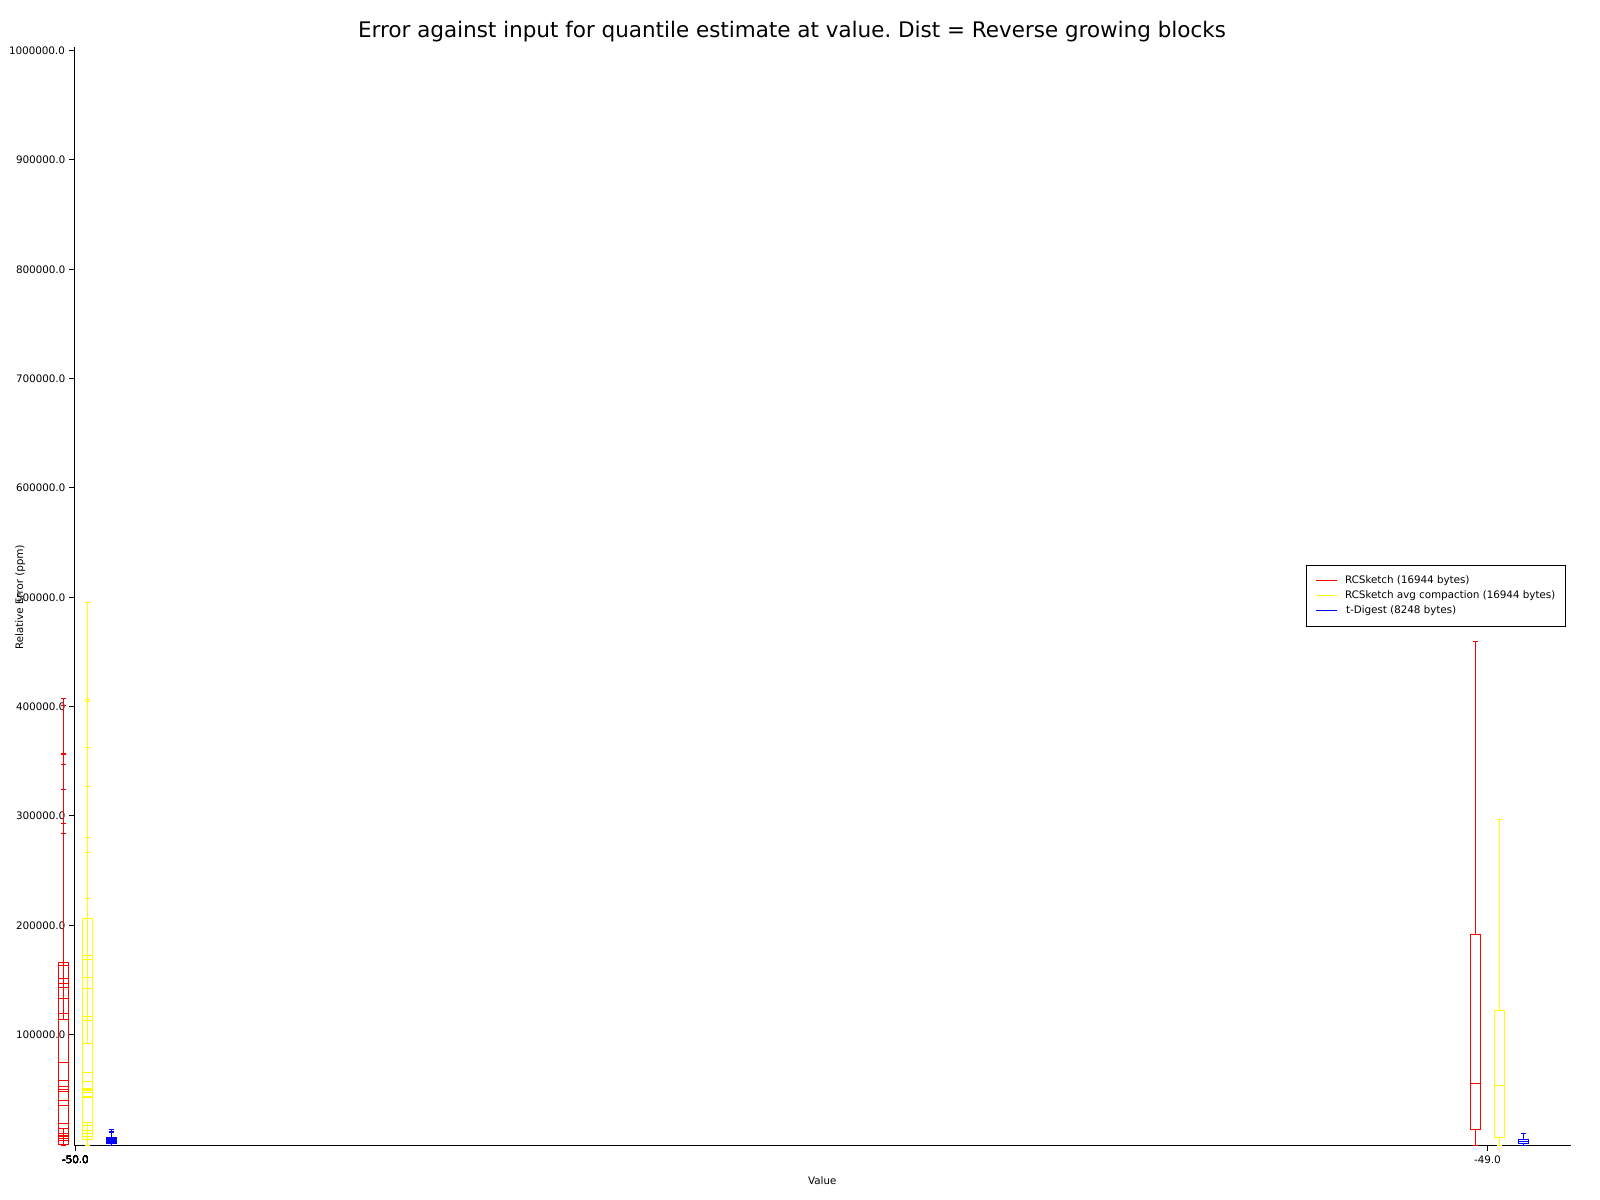 Error against input for quantile estimate at value. Dist = Reverse growing blocks
1000000.0
900000.0
800000.0
700000.0
600000.0
500000.0
400000.0
300000.0
200000.0
100000.0
Relative Error (ppm)
RCSketch (16944 bytes)
RCSketch avg compaction (16944 bytes)
t-Digest (8248 bytes)
-50.0
-49.0
Value